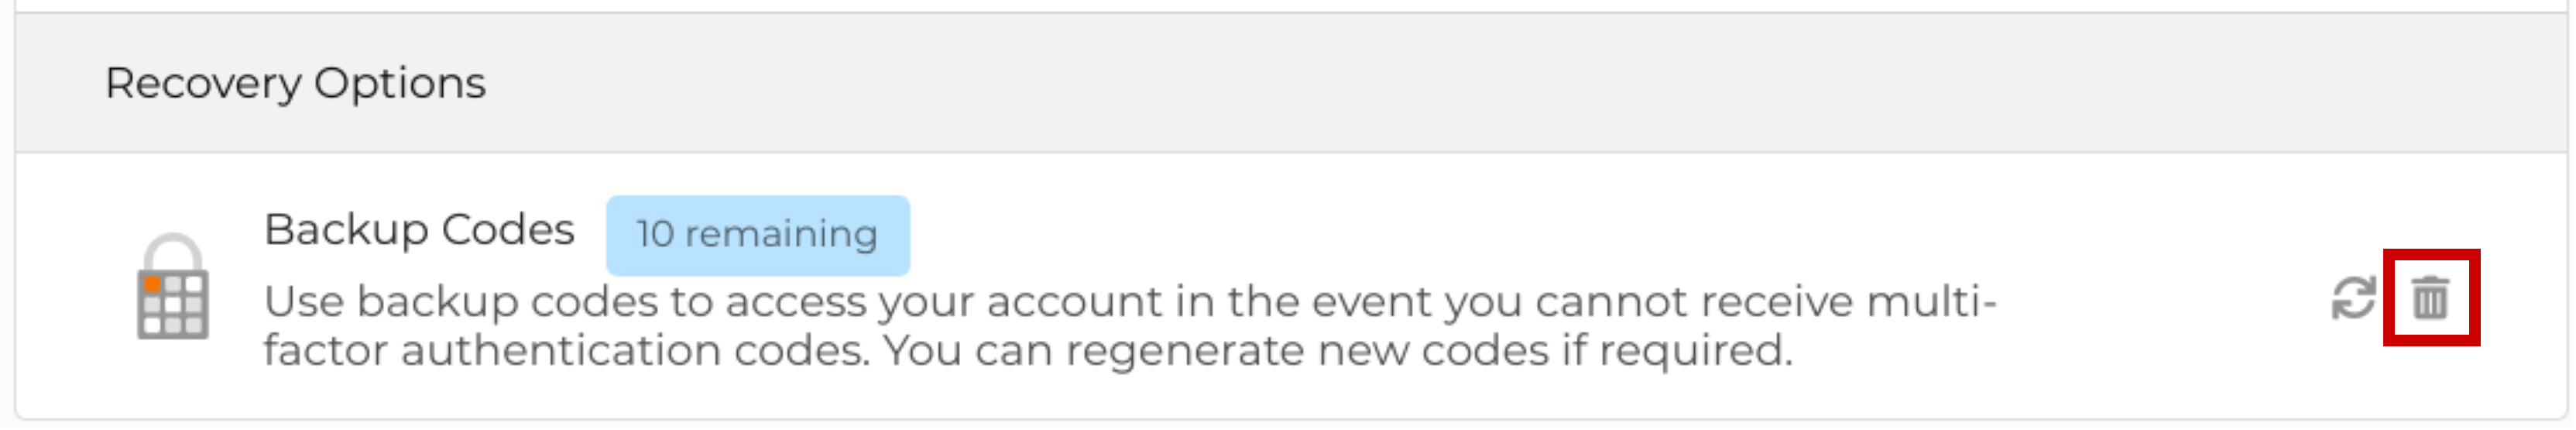 Recovery Options
Backup Codes 10 remaining
Use backup codes to access your account in the event you cannot receive multi-
factor authentication codes. You can regenerate new codes if required.